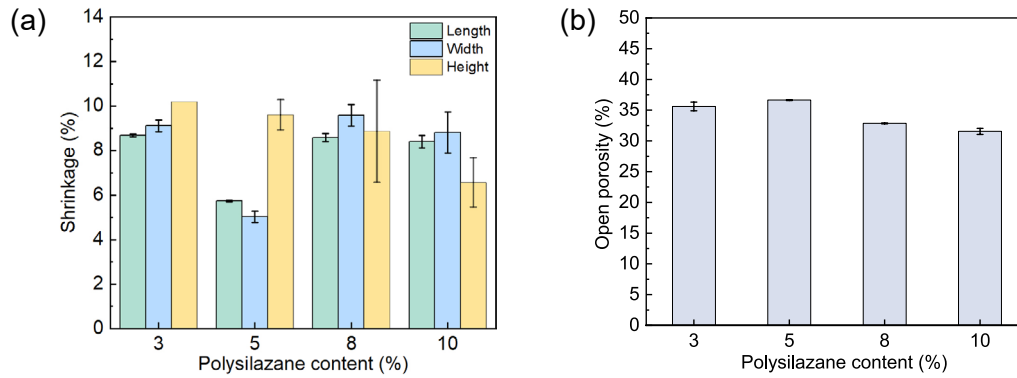 (a)
Shrinkage (%)
14
12
10
8
6
4
2
0
Length
Width
Height
3 5 8 10
Polysilazane content (%)
(b)
Open porosity (%)
50
45
40
35
30
25
20
15
10
5
0
3 5 8 10
Polysilazane content (%)